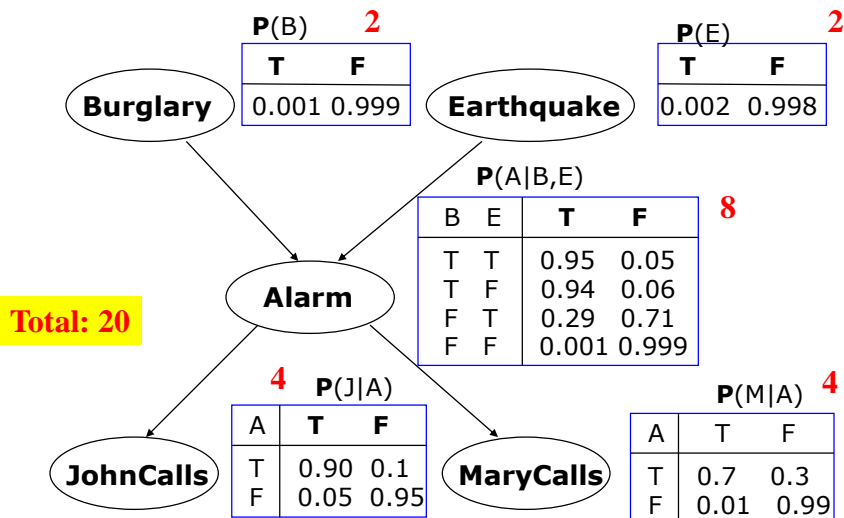 P(B) 2
T F
0.001 0.999
Burglary
P(E) 2
T F
0.002 0.998
Earthquake
P(A|B,E) 8
B E T F
T T 0.95 0.05
T F 0.94 0.06
F T 0.29 0.71
F F 0.001 0.999
Alarm
Total: 20
4 P(J|A)
A T F
T 0.90 0.1
F 0.05 0.95
JohnCalls
P(M|A) 4
A T F
T 0.7 0.3
F 0.01 0.99
MaryCalls